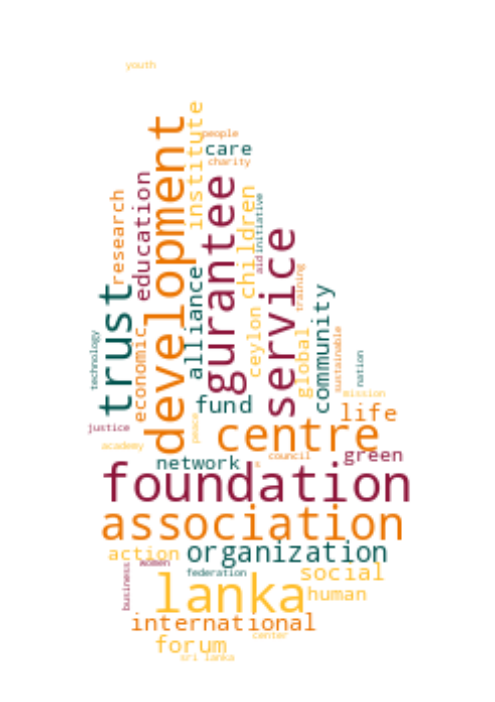 youth
people
institute
care
charity
development
education
research
gurantee
children
aid
initiative
service
trust
alliance
ceylon
training
global
community
technology
economic
sustainable
nation
mission
peace
fund
life
justice
centre
academy
network
s
council
green
foundation
association
action
organization
women
federation
social
business
lanka
human
international
center
forum
sri lanka